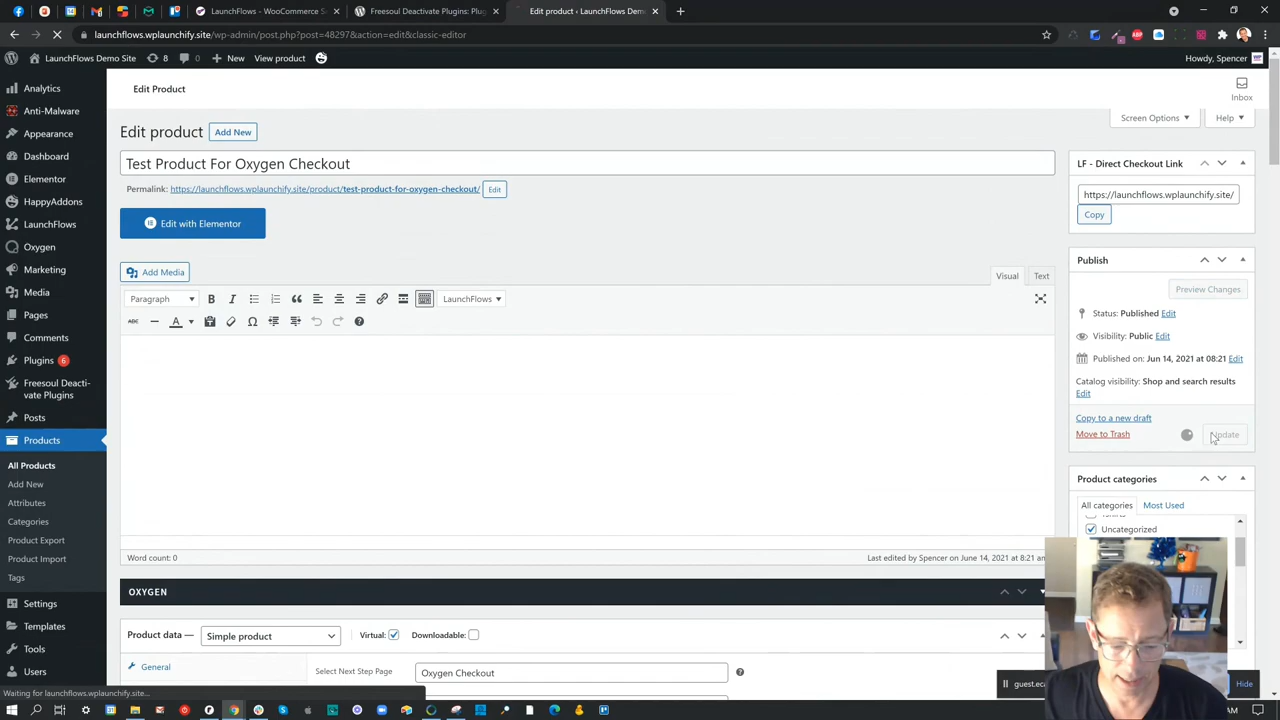 LaunchFlows - WooCommerce S
Freesoul Deactivate Plugins: Plug
Edit product ‹ LaunchFlows Dem
launchflows.wplaunchify.site/wp-admin/post.php?post=48297&action=edit&classic-editor
LaunchFlows Demo Site 8 0 New View product
Howdy, Spencer
Analytics
Anti-Malware
Appearance
Dashboard
Elementor
HappyAddons
LaunchFlows
Oxygen
Marketing
Media
Pages
Comments
Plugins 6
Freesoul Deacti-
vate Plugins
Posts
Products
All Products
Add New
Attributes
Categories
Product Export
Product Import
Tags
Settings
Templates
Tools
Users
Edit Product
Inbox
Screen Options
Help
Edit product Add New
Test Product For Oxygen Checkout
Permalink: https://launchflows.wplaunchify.site/product/test-product-for-oxygen-checkout/ Edit
Edit with Elementor
Add Media
Visual Text
Paragraph B I LaunchFlows
ABC A Ω
Word count: 0
Last edited by Spencer on June 14, 2021 at 8:21 am
OXYGEN
Product data — Simple product Virtual: Downloadable:
General
Select Next Step Page Oxygen Checkout
LF - Direct Checkout Link
https://launchflows.wplaunchify.site/
Copy
Publish
Preview Changes
Status: Published Edit
Visibility: Public Edit
Published on: Jun 14, 2021 at 08:21 Edit
Catalog visibility: Shop and search results
Edit
Copy to a new draft
Move to Trash
Update
Product categories
All categories Most Used
Uncategorized
guest.eca
Hide
Waiting for launchflows.wplaunchify.site...